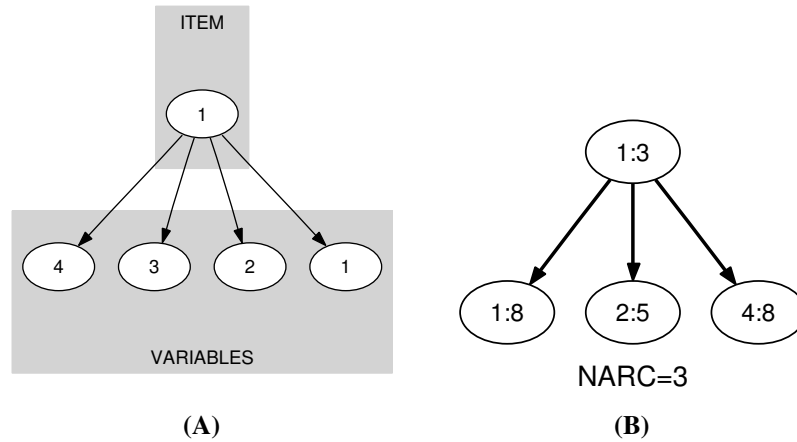 ITEM
1
4 3 2 1
VARIABLES
(A)
1:3
1:8 2:5 4:8
NARC=3
(B)